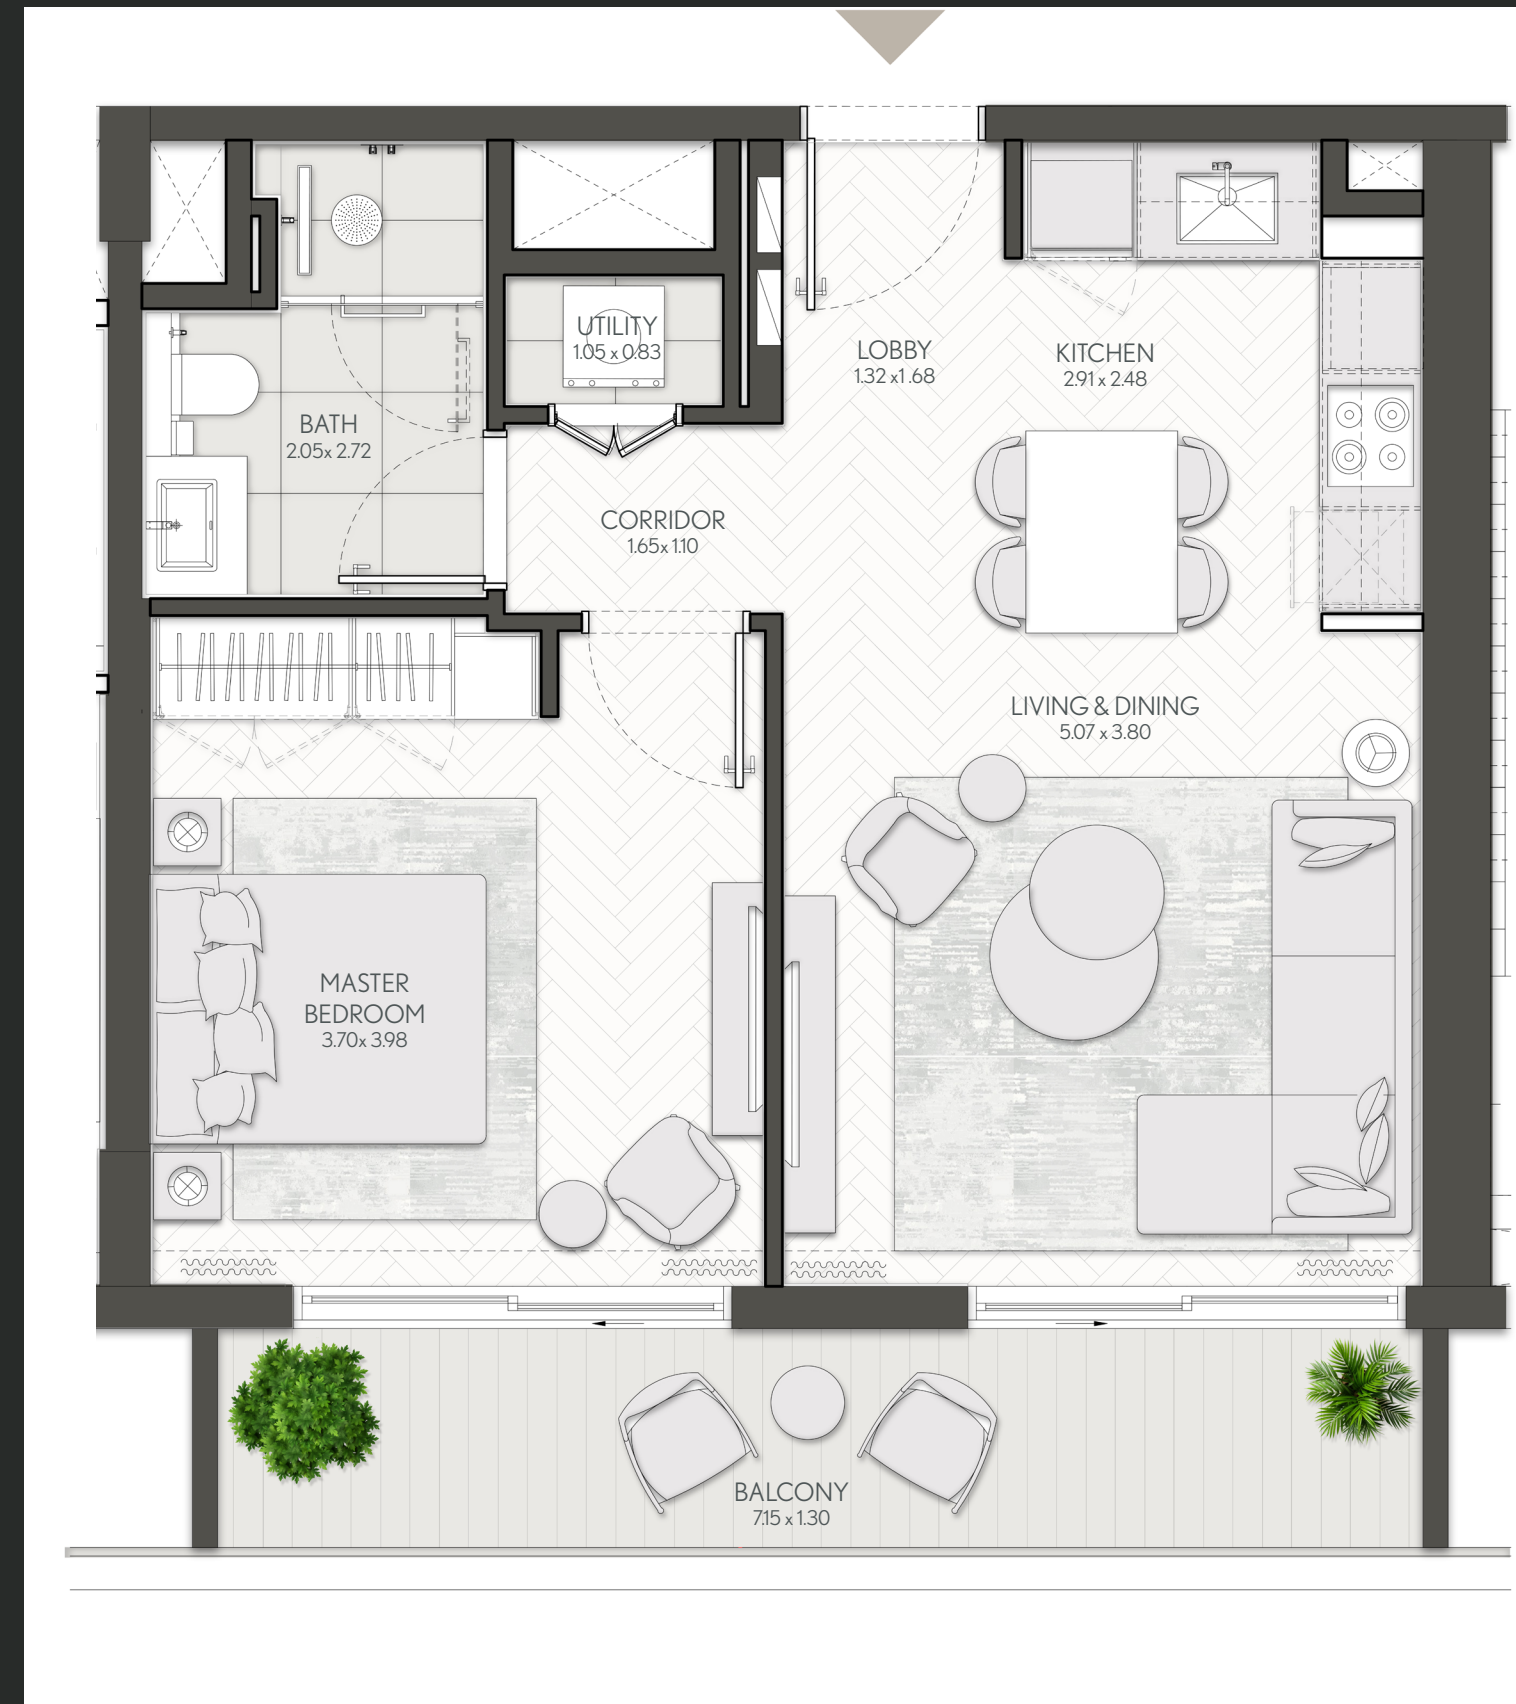 UTILITY
1.05 x 0.83
LOBBY
1.32 x1.68
KITCHEN
2.91 x 2.48
BATH
2.05x 2.72
CORRIDOR
1.65x 1.10
LIVING & DINING
5.07 x 3.80
MASTER
BEDROOM
3.70x 3.98
BALCONY
7.15 x 1.30